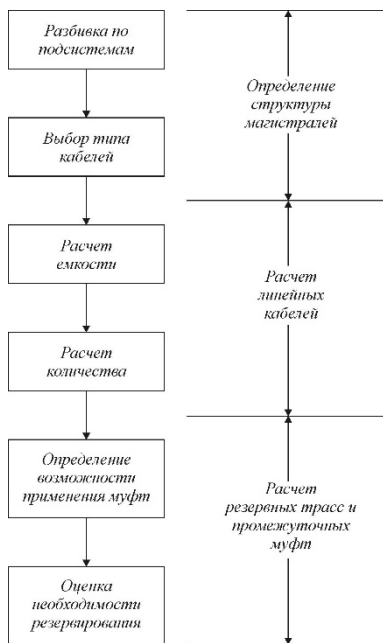 Разбивка по
подсистемам
Выбор типа
кабелей
Расчет
емкости
Расчет
количества
Определение
возможности
применения муфт
Оценка
необходимости
резервирования
Определение
структуры
магистралей
Расчет
линейных
кабелей
Расчет
резервных трасс и
промежуточных
муфт